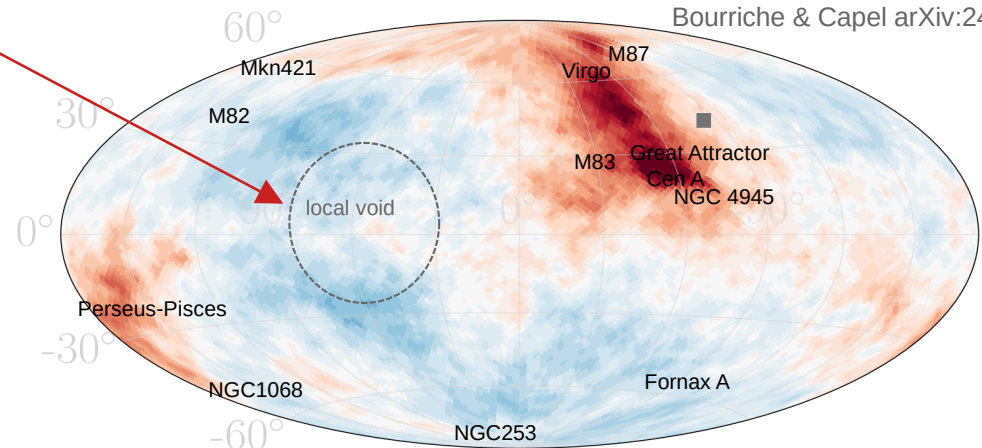 Bourriche & Capel arXiv:24
60°
M87
Virgo
Mkn421
30°
M82
Great Attractor
M83
Cen A
NGC 4945
local void
0°
0°
Perseus-Pisces
-30°
Fornax A
NGC1068
NGC253
-60°